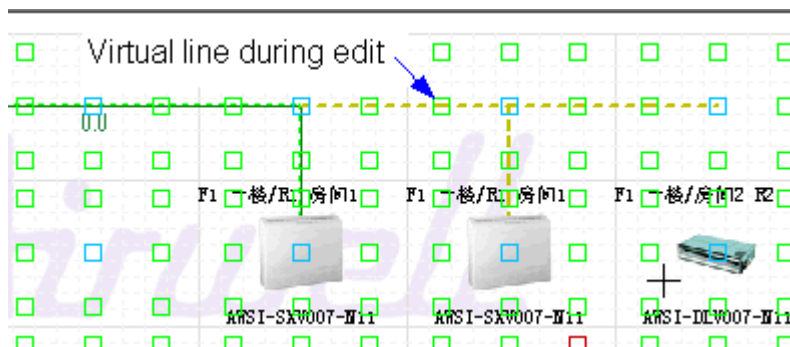 Virtual line during edit
0.0
F1 一楼/R1 房间1
F1 一楼/R1 房间1
F1 一楼/房间2 R2
AWSI-SXV007-N11
AWSI-SXV007-N11
AWSI-DLV007-N11